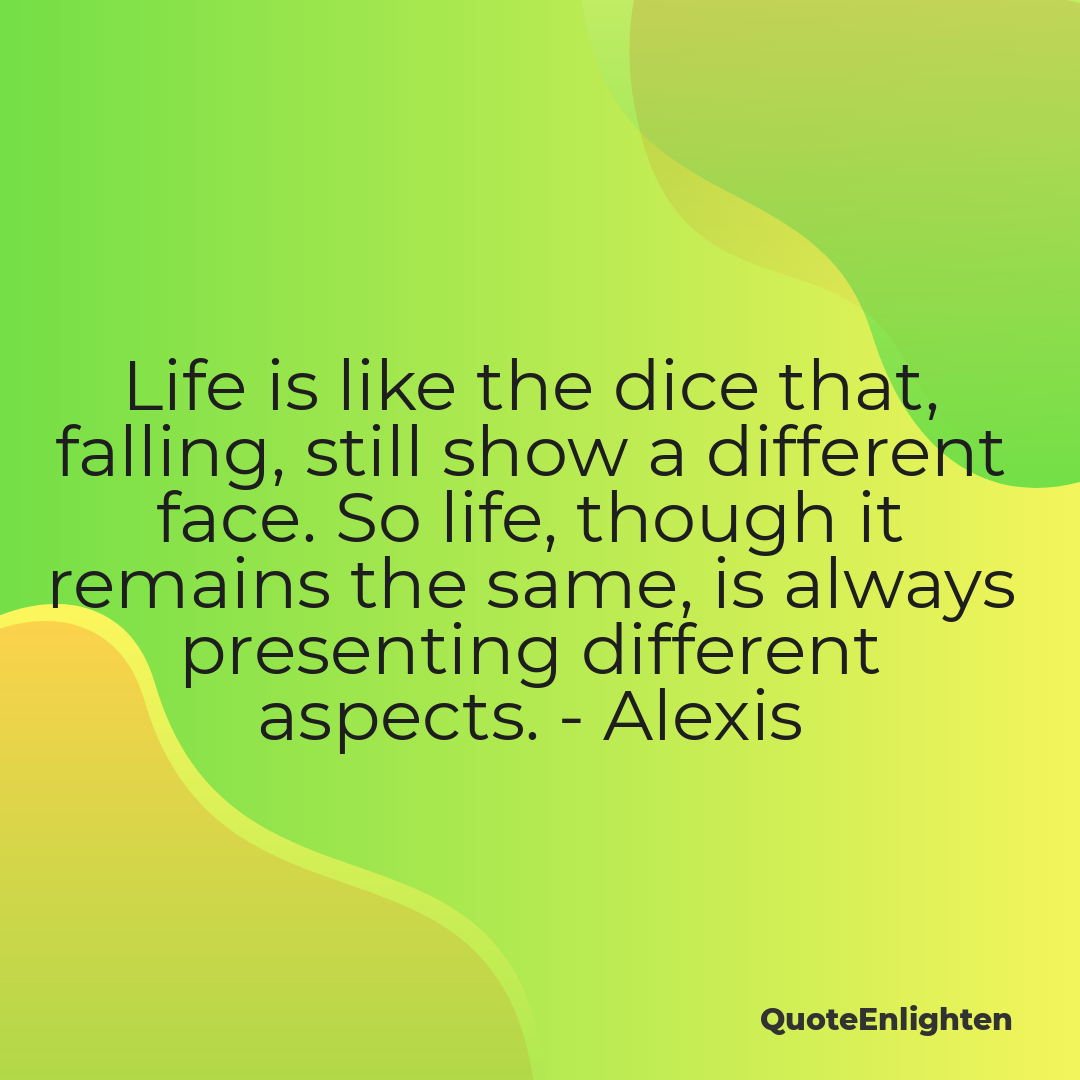 Life is like the dice that,
falling, still show a different
face. So life, though it
remains the same, is always
presenting different
aspects. - Alexis
QuoteEnlighten